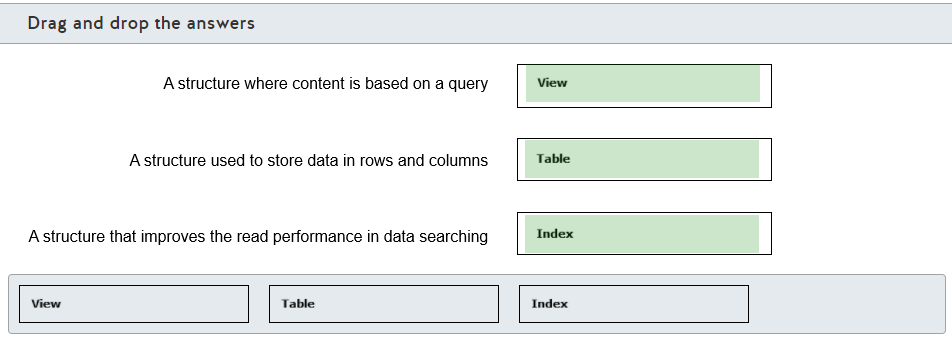 Drag and drop the answers
A structure where content is based on a query
View
A structure used to store data in rows and columns
Table
A structure that improves the read performance in data searching
Index
View
Table
Index